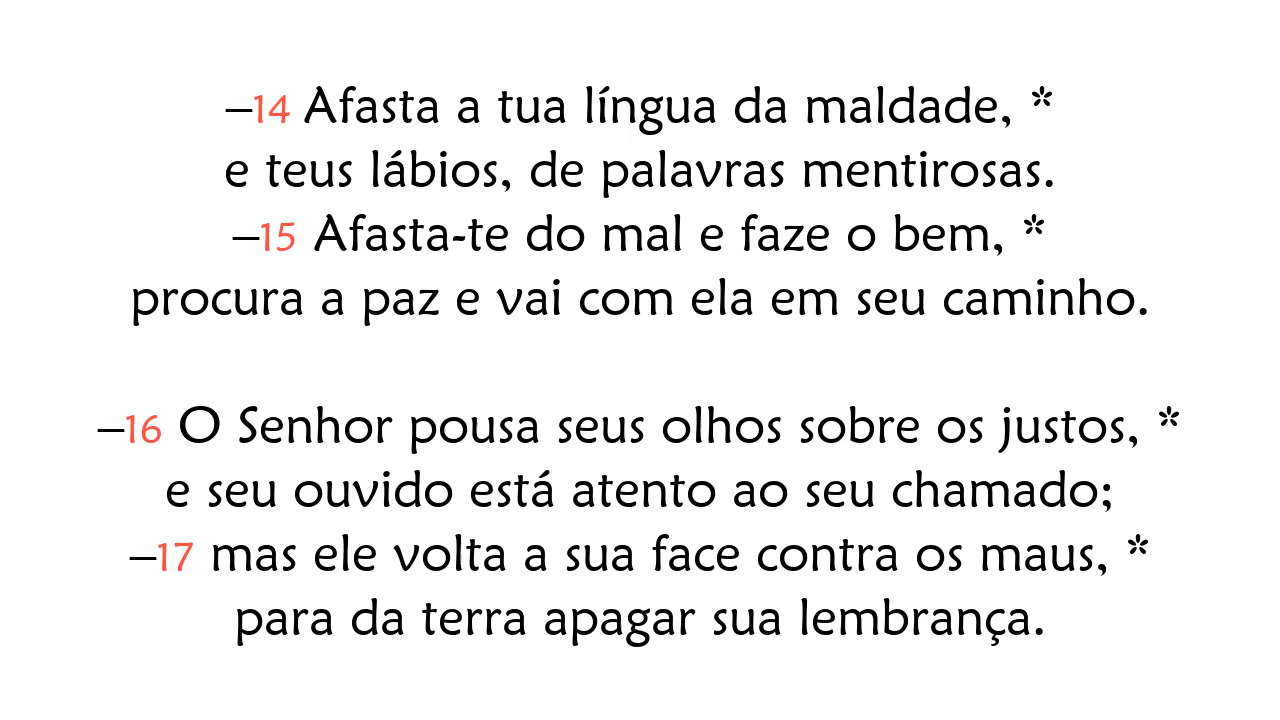 –14 Afasta a tua língua da maldade, *
e teus lábios, de palavras mentirosas.
–15 Afasta-te do mal e faze o bem, *
procura a paz e vai com ela em seu caminho.
–16 O Senhor pousa seus olhos sobre os justos, *
e seu ouvido está atento ao seu chamado;
–17 mas ele volta a sua face contra os maus, *
para da terra apagar sua lembrança.